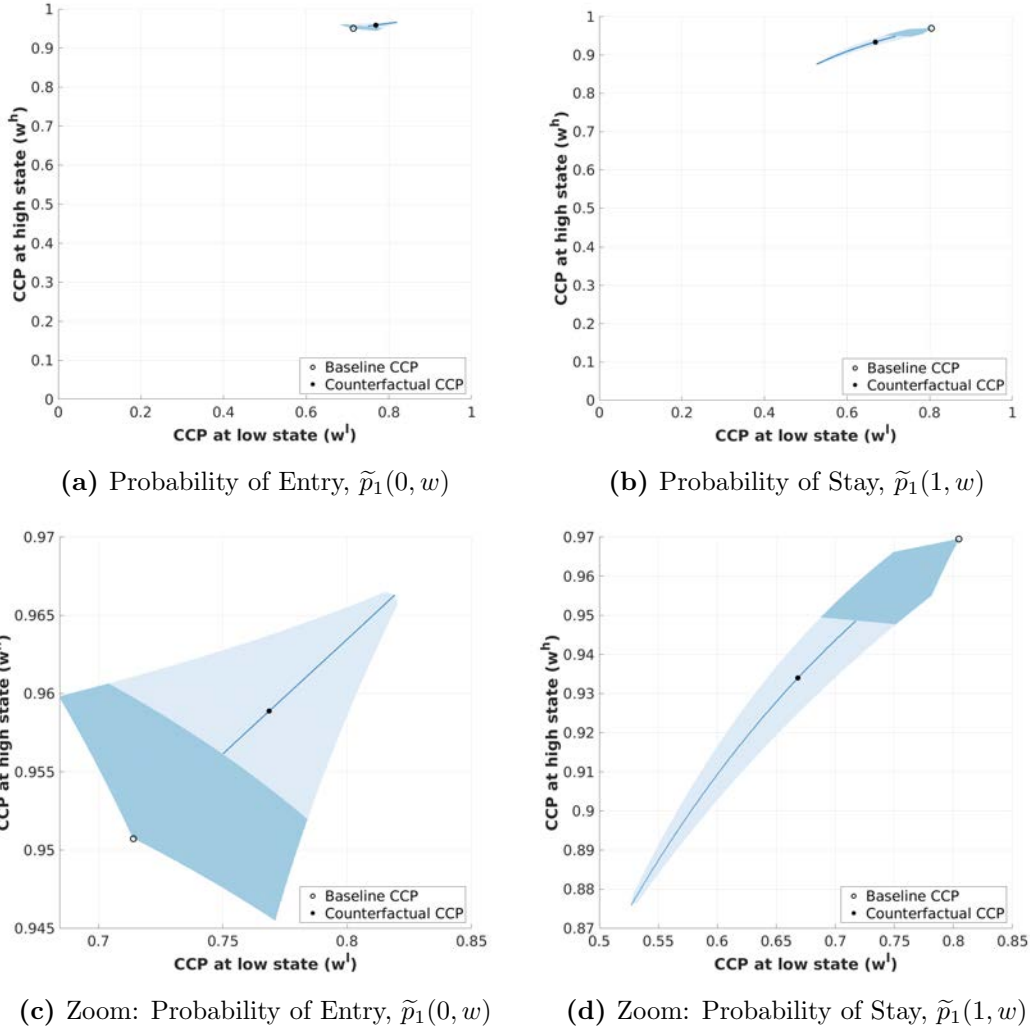 1
0.9
0.8
0.7
0.6
0.5
0.4
0.3
0.2
0.1
0
CCP at high state (w^h)
0 0.2 0.4 0.6 0.8 1
CCP at low state (w^l)
Baseline CCP
Counterfactual CCP
(a) Probability of Entry, p̃₁(0, w)
1
0.9
0.8
0.7
0.6
0.5
0.4
0.3
0.2
0.1
0
CCP at high state (w^h)
0 0.2 0.4 0.6 0.8 1
CCP at low state (w^l)
Baseline CCP
Counterfactual CCP
(b) Probability of Stay, p̃₁(1, w)
0.97
0.965
0.96
0.955
0.95
0.945
CCP at high state (w
0.7 0.75 0.8 0.85
CCP at low state (w^l)
Baseline CCP
Counterfactual CCP
(c) Zoom: Probability of Entry, p̃₁(0, w)
0.97
0.96
0.95
0.94
0.93
0.92
0.91
0.9
0.89
0.88
0.87
CCP at high state (w^h)
0.5 0.55 0.6 0.65 0.7 0.75 0.8 0.85
CCP at low state (w^l)
Baseline CCP
Counterfactual CCP
(d) Zoom: Probability of Stay, p̃₁(1, w)